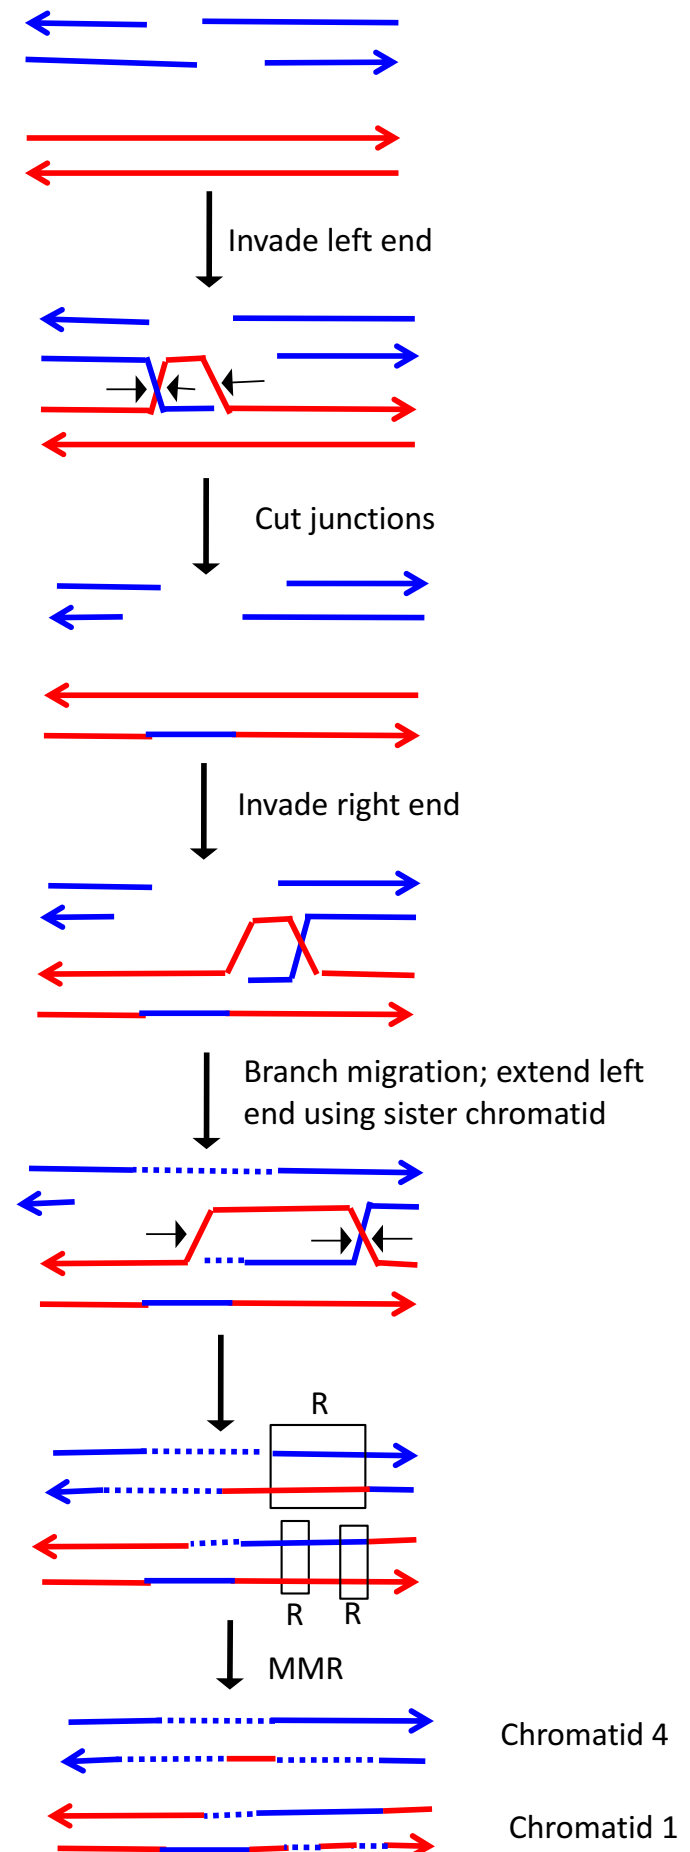 Invade left end
Cut junctions
Invade right end
Branch migration; extend left
end using sister chromatid
R
R
R
MMR
Chromatid 4
Chromatid 1